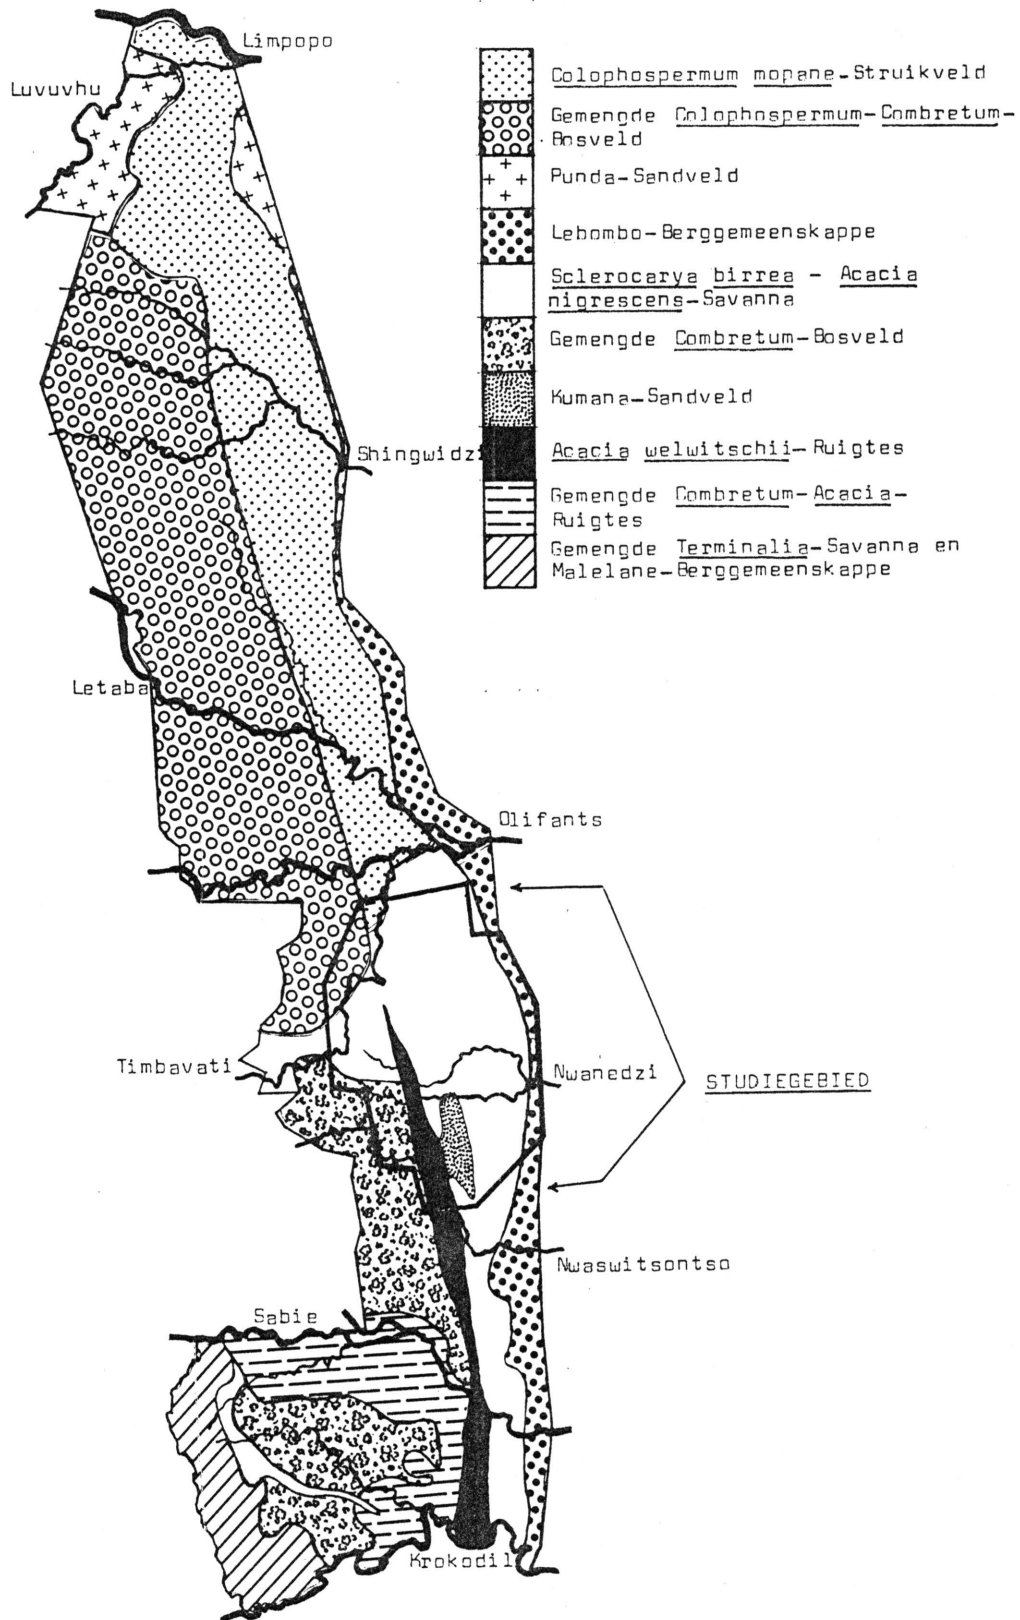 Limpopo
Luvuvhu
Colophospermum mopane-Struikveld
Gemengde Colophospermum-Combretum-
Bosveld
Punda-Sandveld
Lebombo-Berggemeenskappe
Sclerocarya birrea - Acacia
nigrescens-Savanna
Gemengde Combretum-Bosveld
Kumana-Sandveld
Shingwidzi
Acacia welwitschii-Ruigtes
Gemengde Combretum-Acacia-
Ruigtes
Gemengde Terminalia-Savanna en
Malelane-Berggemeenskappe
Letaba
Olifants
Timbavati
Nwanedzi
STUDIEGEBIED
Nwaswitsontso
Sabie
Krokodil